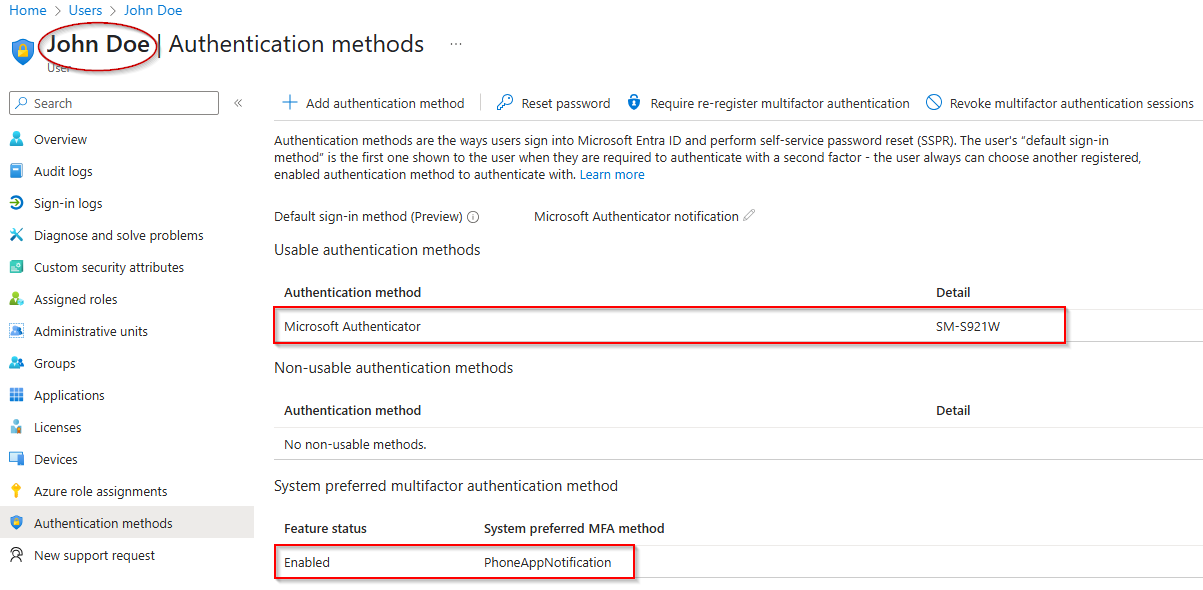 Home > Users > John Doe
John Doe | Authentication methods ...
User
Search «
Overview
Audit logs
Sign-in logs
Diagnose and solve problems
Custom security attributes
Assigned roles
Administrative units
Groups
Applications
Licenses
Devices
Azure role assignments
Authentication methods
New support request
Add authentication method | Reset password Require re-register multifactor authentication Revoke multifactor authentication sessions
Authentication methods are the ways users sign into Microsoft Entra ID and perform self-service password reset (SSPR). The user's "default sign-in
method" is the first one shown to the user when they are required to authenticate with a second factor - the user always can choose another registered,
enabled authentication method to authenticate with. Learn more
Default sign-in method (Preview) Microsoft Authenticator notification
Usable authentication methods
Authentication method Detail
Microsoft Authenticator SM-S921W
Non-usable authentication methods
Authentication method Detail
No non-usable methods.
System preferred multifactor authentication method
Feature status System preferred MFA method
Enabled PhoneAppNotification